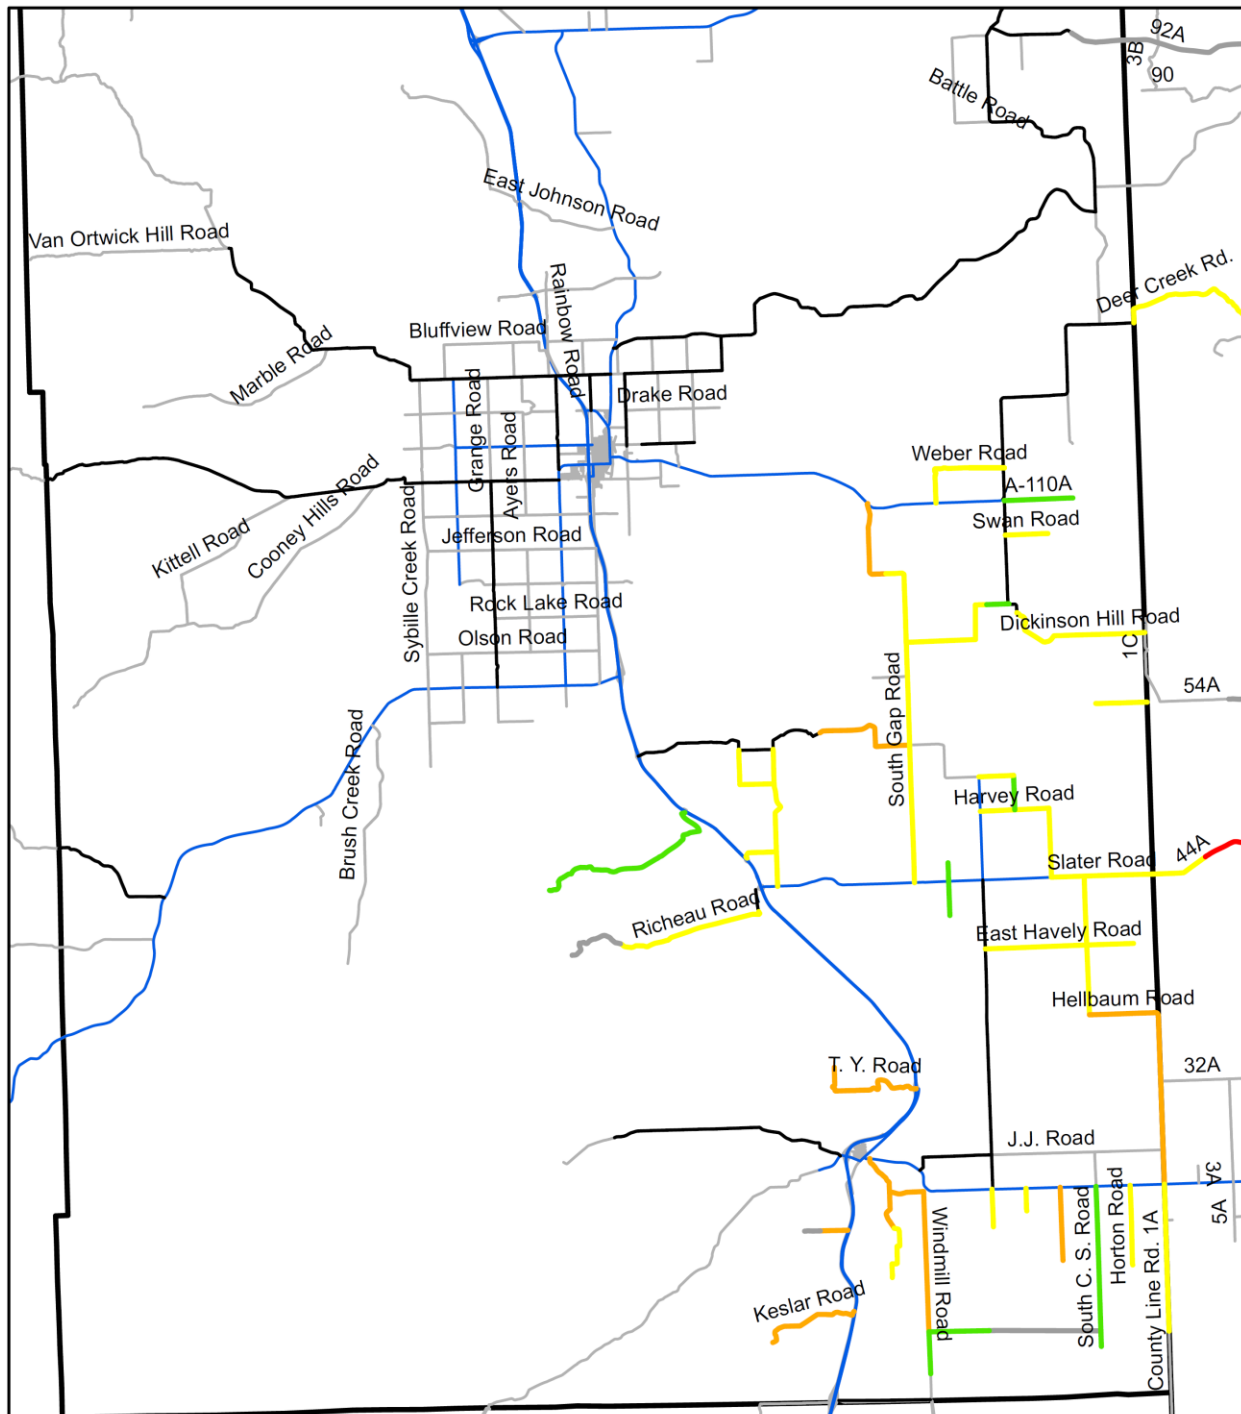 92A
3B
90
Battle Road
East Johnson Road
Van Ortwick Hill Road
Deer Creek Rd.
Rainbow Road
Bluffview Road
Marble Road
Drake Road
Grange Road
Ayers Road
Weber Road
A-110A
Swan Road
Cooney Hills Road
Kittell Road
Sybille Creek Road
Jefferson Road
Rock Lake Road
Olson Road
Dickinson Hill Road
1C
54A
South Gap Road
Brush Creek Road
Harvey Road
Slater Road
44A
Richeau Road
East Havely Road
Hellbaum Road
T. Y. Road
32A
J.J. Road
3A
5A
Windmill Road
South C. S. Road
Horton Road
County Line Rd. 1A
Keslar Road